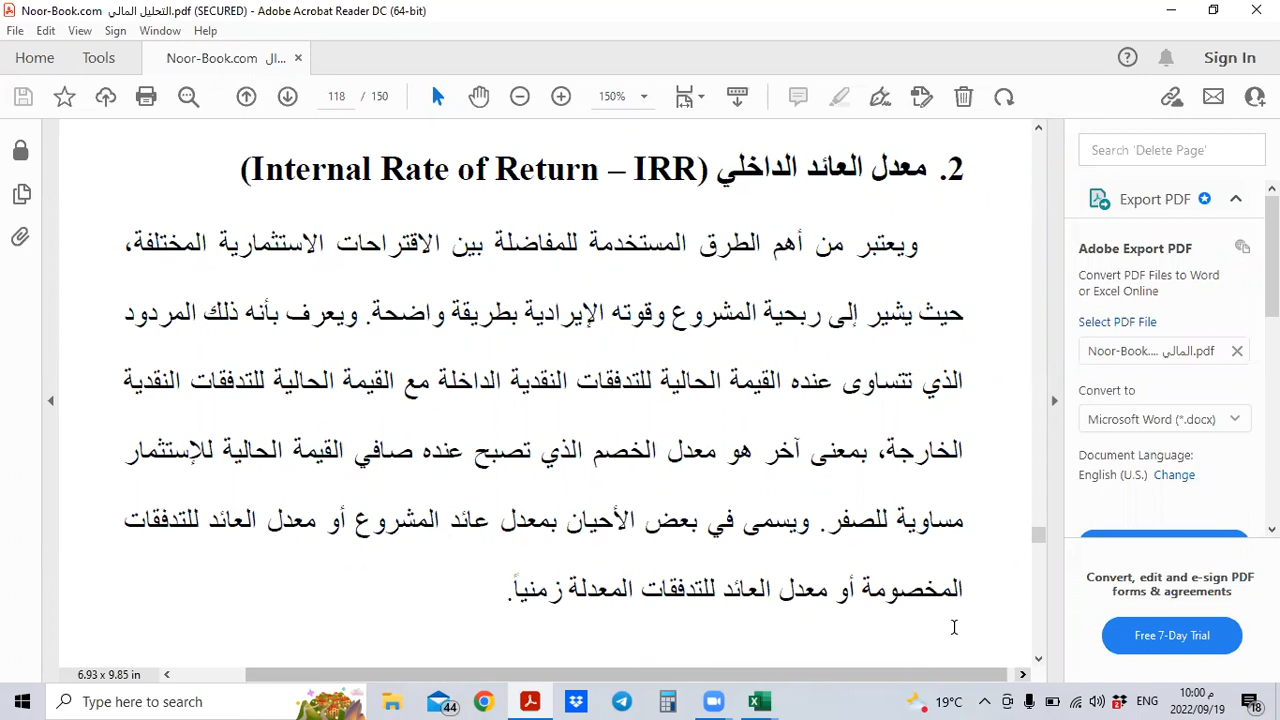 Noor-Book.com التحليل المالي.pdf (SECURED) - Adobe Acrobat Reader DC (64-bit)
File Edit View Sign Window Help
Home Tools Noor-Book.com ال... × Sign In
118 / 150 150%
2. معدل العائد الداخلي (Internal Rate of Return – IRR)
ويعتبر من أهم الطرق المستخدمة للمفاضلة بين الاقتراحات الاستثمارية المختلفة،
حيث يشير إلى ربحية المشروع وقوته الإيرادية بطريقة واضحة. ويعرف بأنه ذلك المردود
الذي تتساوى عنده القيمة الحالية للتدفقات النقدية الداخلة مع القيمة الحالية للتدفقات النقدية
الخارجة، بمعنى آخر هو معدل الخصم الذي تصبح عنده صافي القيمة الحالية للإستثمار
مساوية للصفر. ويسمى في بعض الأحيان بمعدل عائد المشروع أو معدل العائد للتدفقات
المخصومة أو معدل العائد للتدفقات المعدلة زمنياً.
6.93 x 9.85 in
Search 'Delete Page'
Export PDF
Adobe Export PDF
Convert PDF Files to Word
or Excel Online
Select PDF File
Noor-Book.... المالي.pdf
Convert to
Microsoft Word (*.docx)
Document Language:
English (U.S.) Change
Convert, edit and e-sign PDF
forms & agreements
Free 7-Day Trial
Type here to search
44
19°C
ENG
10:00 م
2022/09/19
18